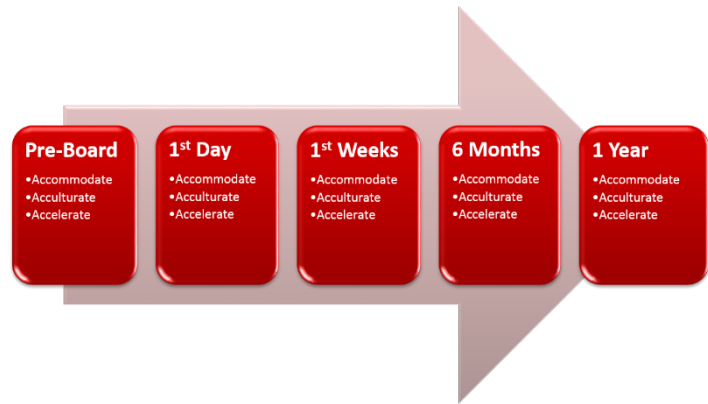 Pre-Board
•Accommodate
•Acculturate
•Accelerate
1st Day
•Accommodate
•Acculturate
•Accelerate
1st Weeks
•Accommodate
•Acculturate
•Accelerate
6 Months
•Accommodate
•Acculturate
•Accelerate
1 Year
•Accommodate
•Acculturate
•Accelerate